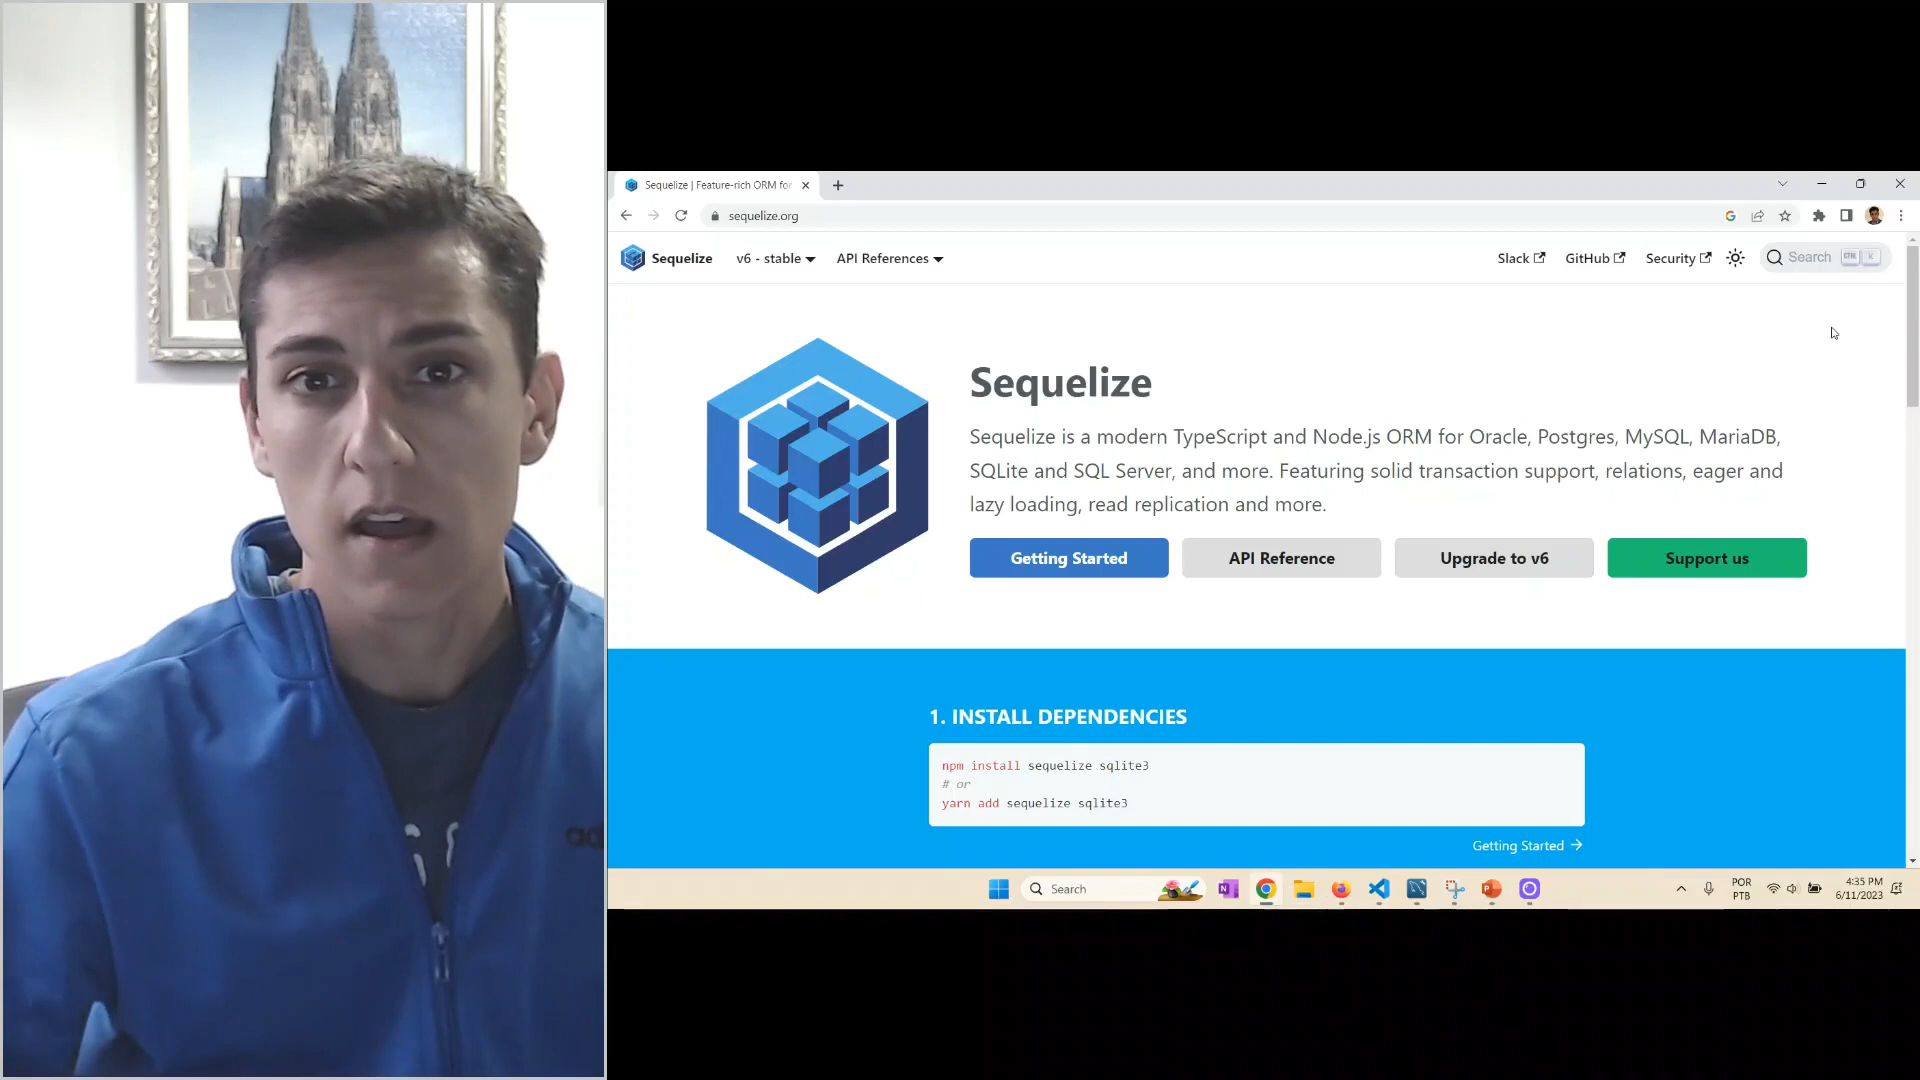 Sequelize | Feature-rich ORM for
sequelize.org
Sequelize
v6 - stable
API References
Slack
GitHub
Security
Search
CTRL
K
Sequelize
Sequelize is a modern TypeScript and Node.js ORM for Oracle, Postgres, MySQL, MariaDB,
SQLite and SQL Server, and more. Featuring solid transaction support, relations, eager and
lazy loading, read replication and more.
Getting Started
API Reference
Upgrade to v6
Support us
1. INSTALL DEPENDENCIES
npm install sequelize sqlite3
# or
yarn add sequelize sqlite3
Getting Started →
Search
POR
PTB
4:35 PM
6/11/2023